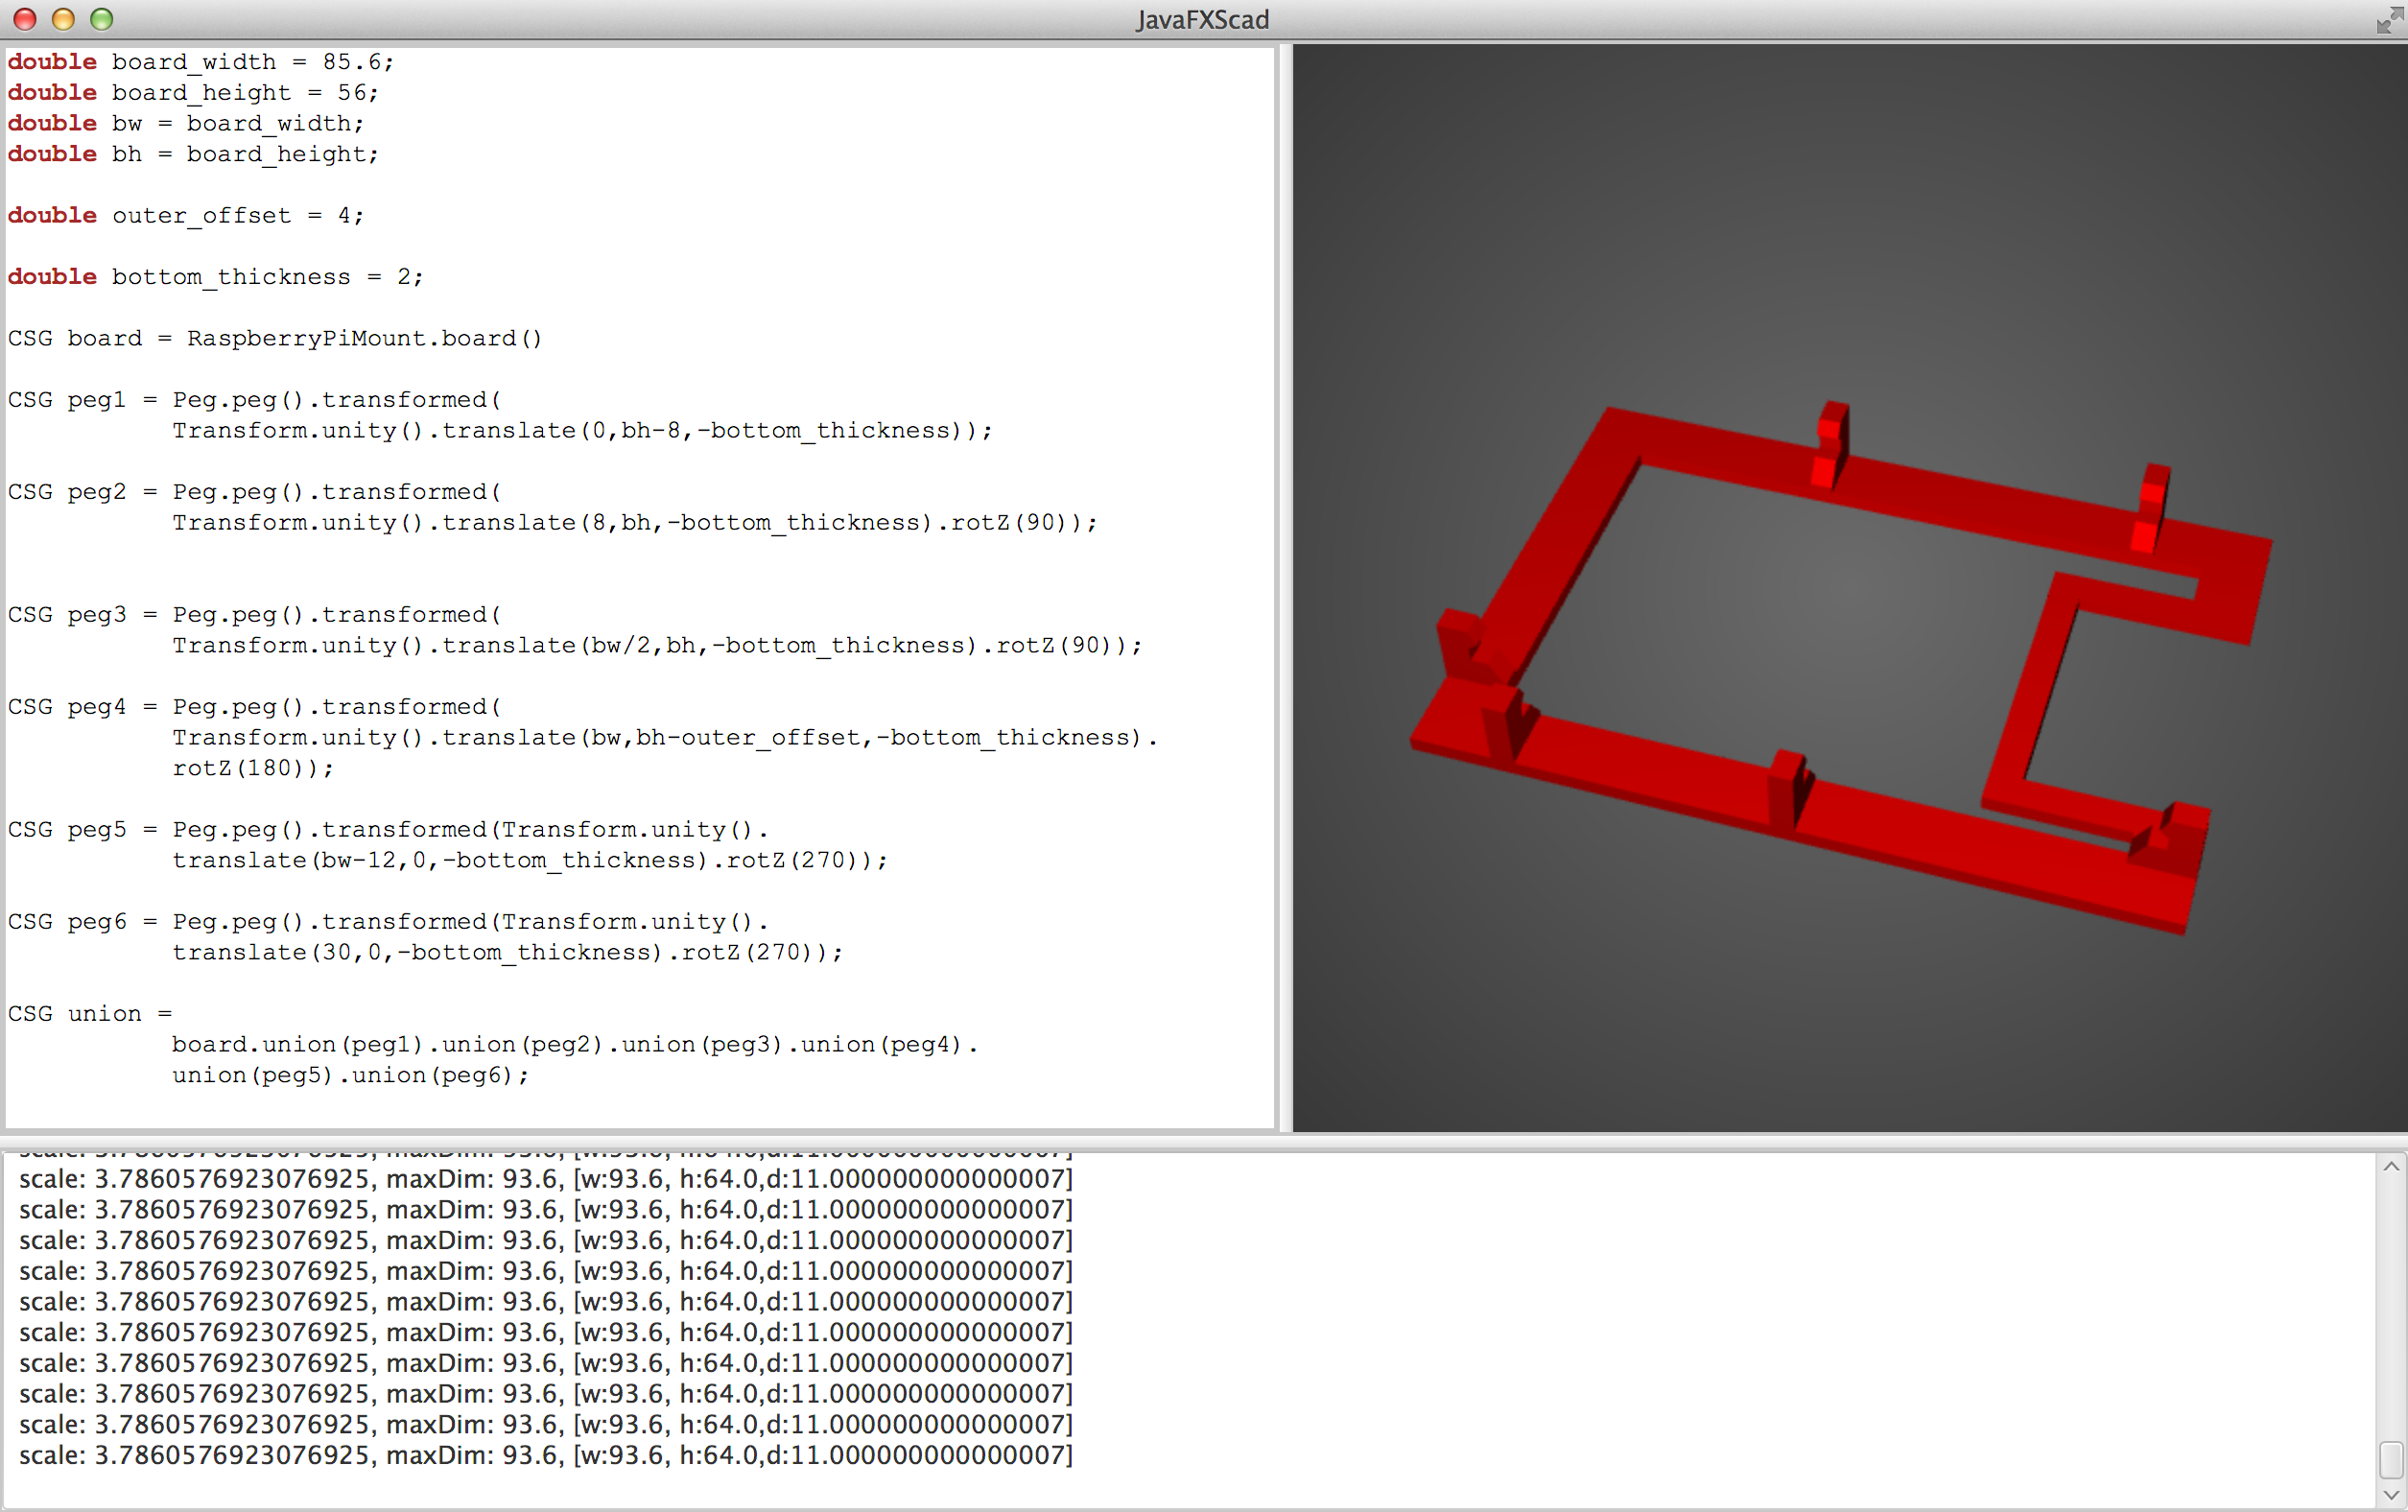 JavaFXScad
double board_width = 85.6;
double board_height = 56;
double bw = board_width;
double bh = board_height;
double outer_offset = 4;
double bottom_thickness = 2;
CSG board = RaspberryPiMount.board()
CSG peg1 = Peg.peg().transformed(
Transform.unity().translate(0,bh-8,-bottom_thickness));
CSG peg2 = Peg.peg().transformed(
Transform.unity().translate(8,bh,-bottom_thickness).rotZ(90));
CSG peg3 = Peg.peg().transformed(
Transform.unity().translate(bw/2,bh,-bottom_thickness).rotZ(90));
CSG peg4 = Peg.peg().transformed(
Transform.unity().translate(bw,bh-outer_offset,-bottom_thickness).
rotZ(180));
CSG peg5 = Peg.peg().transformed(Transform.unity().
translate(bw-12,0,-bottom_thickness).rotZ(270));
CSG peg6 = Peg.peg().transformed(Transform.unity().
translate(30,0,-bottom_thickness).rotZ(270));
CSG union =
board.union(peg1).union(peg2).union(peg3).union(peg4).
union(peg5).union(peg6);
scale: 3.7860576923076925, maxDim: 93.6, [w:93.6, h:64.0,d:11.000000000000007]
scale: 3.7860576923076925, maxDim: 93.6, [w:93.6, h:64.0,d:11.000000000000007]
scale: 3.7860576923076925, maxDim: 93.6, [w:93.6, h:64.0,d:11.000000000000007]
scale: 3.7860576923076925, maxDim: 93.6, [w:93.6, h:64.0,d:11.000000000000007]
scale: 3.7860576923076925, maxDim: 93.6, [w:93.6, h:64.0,d:11.000000000000007]
scale: 3.7860576923076925, maxDim: 93.6, [w:93.6, h:64.0,d:11.000000000000007]
scale: 3.7860576923076925, maxDim: 93.6, [w:93.6, h:64.0,d:11.000000000000007]
scale: 3.7860576923076925, maxDim: 93.6, [w:93.6, h:64.0,d:11.000000000000007]
scale: 3.7860576923076925, maxDim: 93.6, [w:93.6, h:64.0,d:11.000000000000007]
scale: 3.7860576923076925, maxDim: 93.6, [w:93.6, h:64.0,d:11.000000000000007]
scale: 3.7860576923076925, maxDim: 93.6, [w:93.6, h:64.0,d:11.000000000000007]